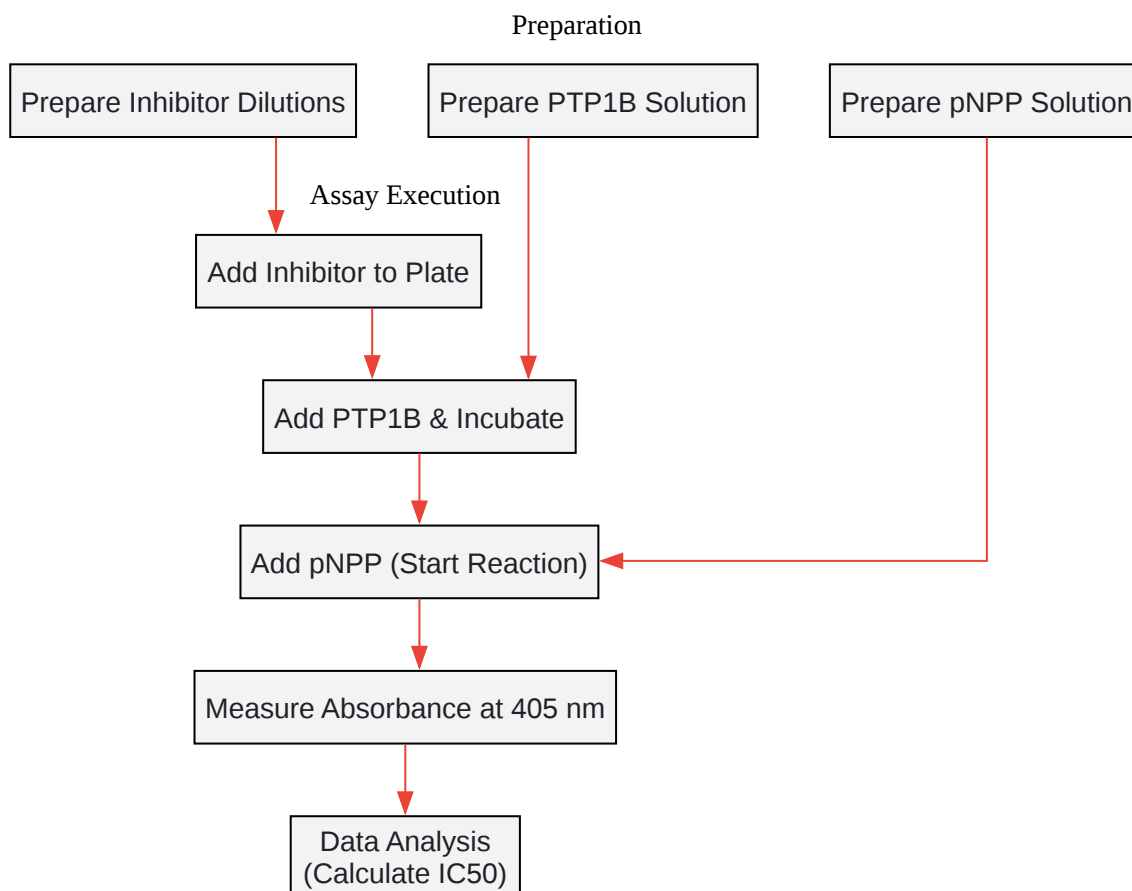 Preparation
Prepare Inhibitor Dilutions
Prepare PTP1B Solution
Prepare pNPP Solution
Assay Execution
Add Inhibitor to Plate
Add PTP1B & Incubate
Add pNPP (Start Reaction)
Measure Absorbance at 405 nm
Data Analysis
(Calculate IC50)